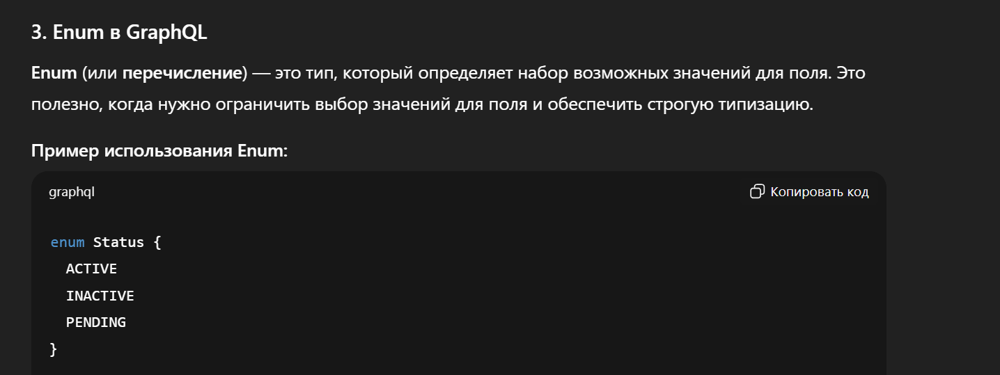 3. Enum в GraphQL
Enum (или перечисление) — это тип, который определяет набор возможных значений для поля. Это
полезно, когда нужно ограничить выбор значений для поля и обеспечить строгую типизацию.
Пример использования Enum:
graphql
Копировать код
enum Status {
  ACTIVE
  INACTIVE
  PENDING
}